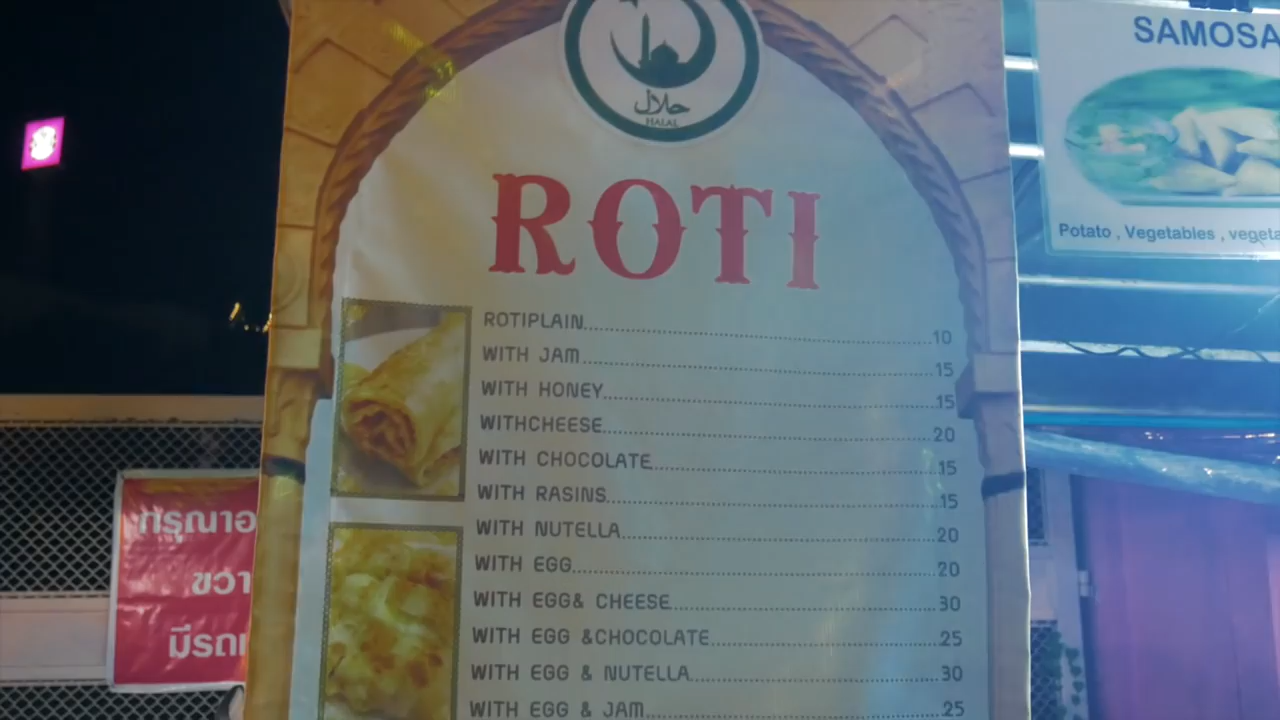 حلال
HALAL
ROTI
ROTIPLAIN 10
WITH JAM 15
WITH HONEY 15
WITHCHEESE 20
WITH CHOCOLATE 15
WITH RASINS 15
WITH NUTELLA 20
WITH EGG 20
WITH EGG& CHEESE 30
WITH EGG &CHOCOLATE 25
WITH EGG & NUTELLA 30
WITH EGG & JAM 25
SAMOSA
Potato , Vegetables ,
กรุณาอ
ขวา
มีรถ